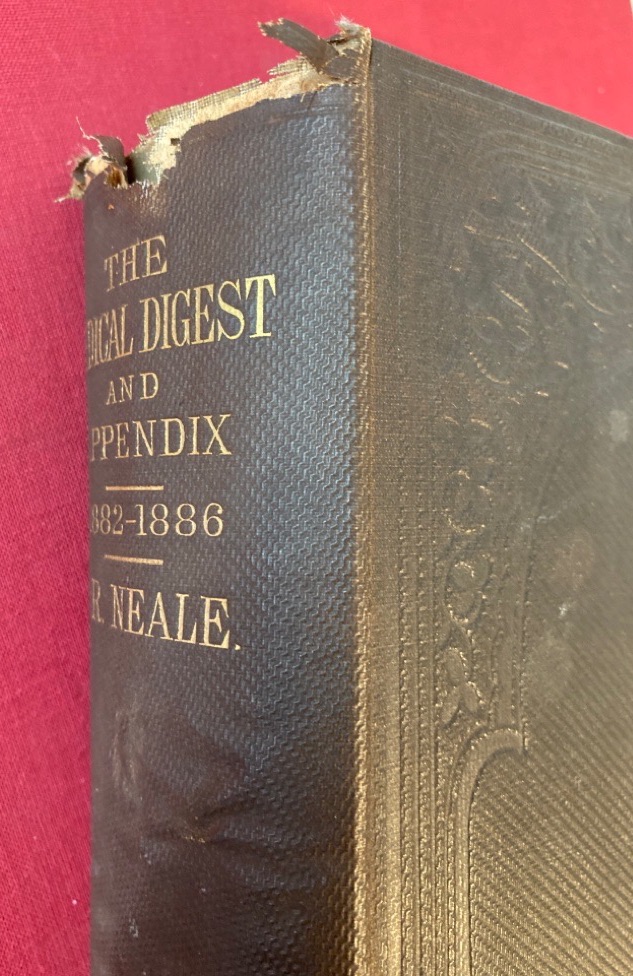 THE
DICAL DIGEST
AND
PPENDIX
882-1886
R. NEALE.